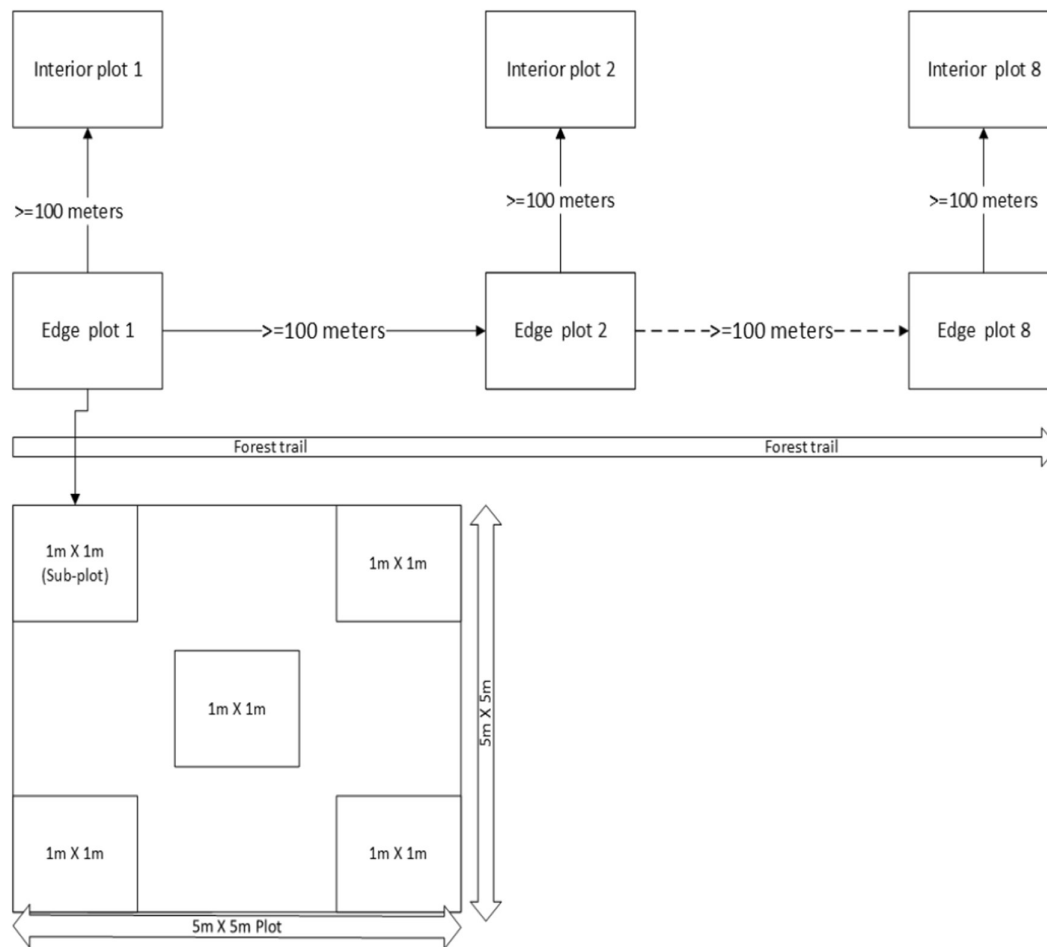 Interior plot 1
Interior plot 2
Interior plot 8
>=100 meters
>=100 meters
>=100 meters
Edge plot 1
>=100 meters
Edge plot 2
>=100 meters
Edge plot 8
Forest trail
Forest trail
1m X 1m
(Sub-plot)
1m X 1m
1m X 1m
5m X 5m
1m X 1m
1m X 1m
5m X 5m Plot